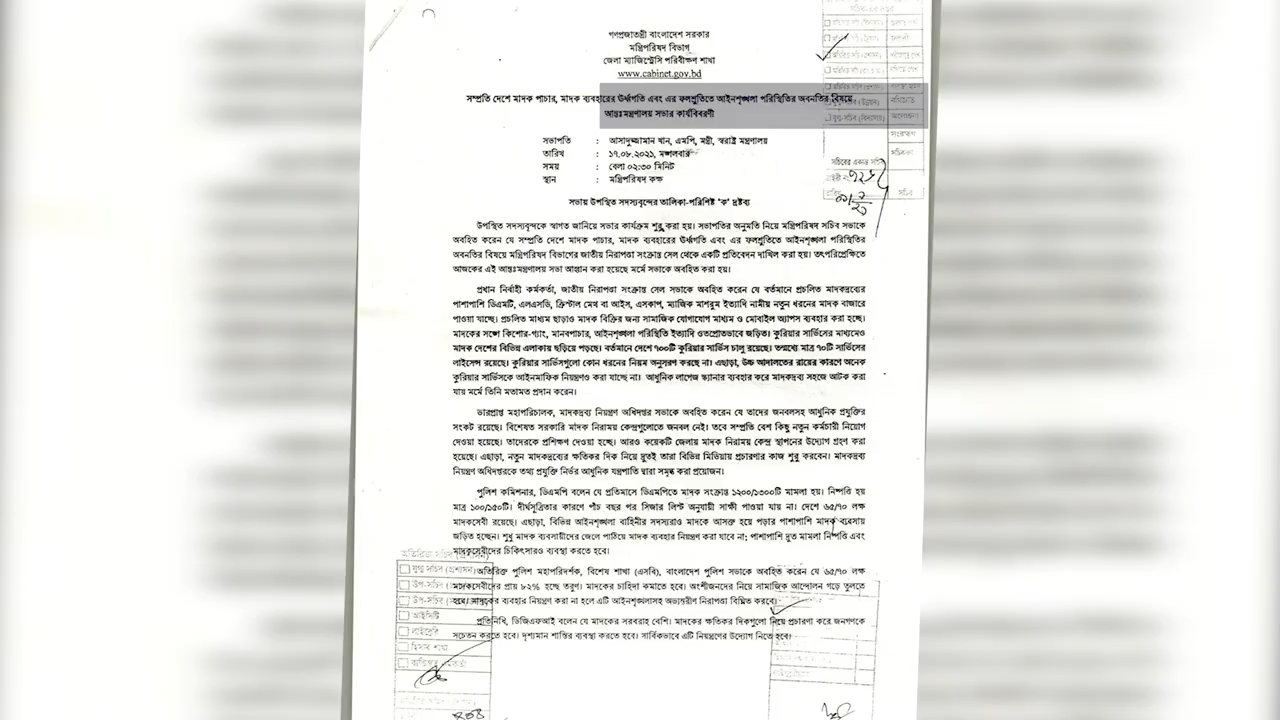 গণপ্রজাতন্ত্রী বাংলাদেশ সরকার
মন্ত্রিপরিষদ বিভাগ
জেলা ম্যাজিস্ট্রেসি পরিবীক্ষণ শাখা
www.cabinet.gov.bd
সম্প্রতি দেশে মাদক পাচার, মাদক ব্যবহারের ঊর্ধ্বগতি এবং এর ফলশ্রুতিতে আইনশৃঙ্খলা পরিস্থিতির অবনতির বিষয়ে
আন্তঃমন্ত্রণালয় সভার কার্যবিবরণী
সভাপতি : আসাদুজ্জামান খান, এমপি, মন্ত্রী, স্বরাষ্ট্র মন্ত্রণালয়
তারিখ : ১৭.০৮.২০২১, মঙ্গলবার
সময় : বেলা ০২:৩০ মিনিট
স্থান : মন্ত্রিপরিষদ কক্ষ
সভায় উপস্থিত সদস্যবৃন্দের তালিকা-পরিশিষ্ট 'ক' দ্রষ্টব্য
উপস্থিত সদস্যবৃন্দকে স্বাগত জানিয়ে সভার কার্যক্রম শুরু করা হয়। সভাপতির অনুমতি নিয়ে মন্ত্রিপরিষদ সচিব সভাকে
অবহিত করেন যে সম্প্রতি দেশে মাদক পাচার, মাদক ব্যবহারের ঊর্ধ্বগতি এবং এর ফলশ্রুতিতে আইনশৃঙ্খলা পরিস্থিতির
অবনতির বিষয়ে মন্ত্রিপরিষদ বিভাগের জাতীয় নিরাপত্তা সংক্রান্ত সেল থেকে একটি প্রতিবেদন দাখিল করা হয়। তৎপরিপ্রেক্ষিতে
আজকের এই আন্তঃমন্ত্রণালয় সভা আহ্বান করা হয়েছে মর্মে সভাকে অবহিত করা হয়।
প্রধান নির্বাহী কর্মকর্তা, জাতীয় নিরাপত্তা সংক্রান্ত সেল সভাকে অবহিত করেন যে বর্তমানে প্রচলিত মাদকদ্রব্যের
পাশাপাশি ডিএমটি, এলএসডি, ক্রিস্টাল মেথ বা আইস, এসকাপ, ম্যাজিক মাশরুম ইত্যাদি নামীয় নতুন ধরনের মাদক বাজারে
পাওয়া যাচ্ছে। প্রচলিত মাধ্যম ছাড়াও মাদক বিক্রির জন্য সামাজিক যোগাযোগ মাধ্যম ও মোবাইল অ্যাপস ব্যবহার করা হচ্ছে।
মাদকের সঙ্গে কিশোর-গ্যাং, মানবপাচার, আইনশৃঙ্খলা পরিস্থিতি ইত্যাদি ওতপ্রোতভাবে জড়িত। কুরিয়ার সার্ভিসের মাধ্যমেও
মাদক দেশের বিভিন্ন এলাকায় ছড়িয়ে পড়ছে। বর্তমানে দেশে ৭০০টি কুরিয়ার সার্ভিস চালু রয়েছে। তন্মধ্যে মাত্র ৭০টি সার্ভিসের
লাইসেন্স রয়েছে। কুরিয়ার সার্ভিসগুলো কোন ধরনের নিয়ম অনুসরণ করছে না। এছাড়া, উচ্চ আদালতের রায়ের কারণে অনেক
কুরিয়ার সার্ভিসকে আইনমাফিক নিয়ন্ত্রণও করা যাচ্ছে না। আধুনিক লাগেজ স্ক্যানার ব্যবহার করে মাদকদ্রব্য সহজে আটক করা
যায় মর্মে তিনি মতামত প্রদান করেন।
ভারপ্রাপ্ত মহাপরিচালক, মাদকদ্রব্য নিয়ন্ত্রণ অধিদপ্তর সভাকে অবহিত করেন যে তাদের জনবলসহ আধুনিক প্রযুক্তির
সংকট রয়েছে। বিশেষত সরকারি মাদক নিরাময় কেন্দ্রগুলোতে জনবল নেই। তবে সম্প্রতি বেশ কিছু নতুন কর্মচারী নিয়োগ
দেওয়া হয়েছে। তাদেরকে প্রশিক্ষণ দেওয়া হচ্ছে। আরও কয়েকটি জেলায় মাদক নিরাময় কেন্দ্র স্থাপনের উদ্যোগ গ্রহণ করা
হয়েছে। এছাড়া, নতুন মাদকদ্রব্যের ক্ষতিকর দিক নিয়ে দ্রুতই তারা বিভিন্ন মিডিয়ায় প্রচারণার কাজ শুরু করবেন। মাদকদ্রব্য
নিয়ন্ত্রণ অধিদপ্তরকে তথ্য প্রযুক্তি নির্ভর আধুনিক যন্ত্রপাতি দ্বারা সমৃদ্ধ করা প্রয়োজন।
পুলিশ কমিশনার, ডিএমপি বলেন যে প্রতিমাসে ডিএমপিতে মাদক সংক্রান্ত ১২০০/১৩০০টি মামলা হয়। নিষ্পত্তি হয়
মাত্র ১০০/১৫০টি। দীর্ঘসূত্রিতার কারণে পাঁচ বছর পর সিজার লিস্ট অনুযায়ী সাক্ষী পাওয়া যায় না। দেশে ৬৫/৭০ লক্ষ
মাদকসেবী রয়েছে। এছাড়া, বিভিন্ন আইনশৃঙ্খলা বাহিনীর সদস্যরাও মাদকে আসক্ত হয়ে পড়ার পাশাপাশি মাদক ব্যবসায়
জড়িত হচ্ছেন। শুধু মাদক ব্যবসায়ীদের জেলে পাঠিয়ে মাদক ব্যবহার নিয়ন্ত্রণ করা যাবে না; পাশাপাশি দ্রুত মামলা নিষ্পত্তি এবং
মাদকসেবীদের চিকিৎসারও ব্যবস্থা করতে হবে।
অতিরিক্ত পুলিশ মহাপরিদর্শক, বিশেষ শাখা (এসবি), বাংলাদেশ পুলিশ সভাকে অবহিত করেন যে ৬৫/৭০ লক্ষ
মাদকসেবীদের প্রায় ৮২% হচ্ছে তরুণ। মাদকের চাহিদা কমাতে হবে। অংশীজনদের নিয়ে সামাজিক আন্দোলন গড়ে তুলতে
হবে। মাদকের ব্যবহার নিয়ন্ত্রণ করা না হলে এটি আইনশৃঙ্খলাসহ অভ্যন্তরীণ নিরাপত্তা বিঘ্নিত করবে।
প্রতিনিধি, ডিজিএফআই বলেন যে মাদকের সরবরাহ বেশি। মাদকের ক্ষতিকর দিকগুলো নিয়ে প্রচারণা করে জনগণকে
সচেতন করতে হবে। দৃশ্যমান শাস্তির ব্যবস্থা করতে হবে। সার্বিকভাবে এটি নিয়ন্ত্রণের উদ্যোগ নিতে হবে।
সচিবের একান্ত সচিব
সচিব
অতিরিক্ত সচিব (প্রশাসন)
যুগ্ম সচিব (প্রশাসন)
উপ-সচিব
উপ-সচিব
আইসিটি
লাইব্রেরি
হিসাব শাখা